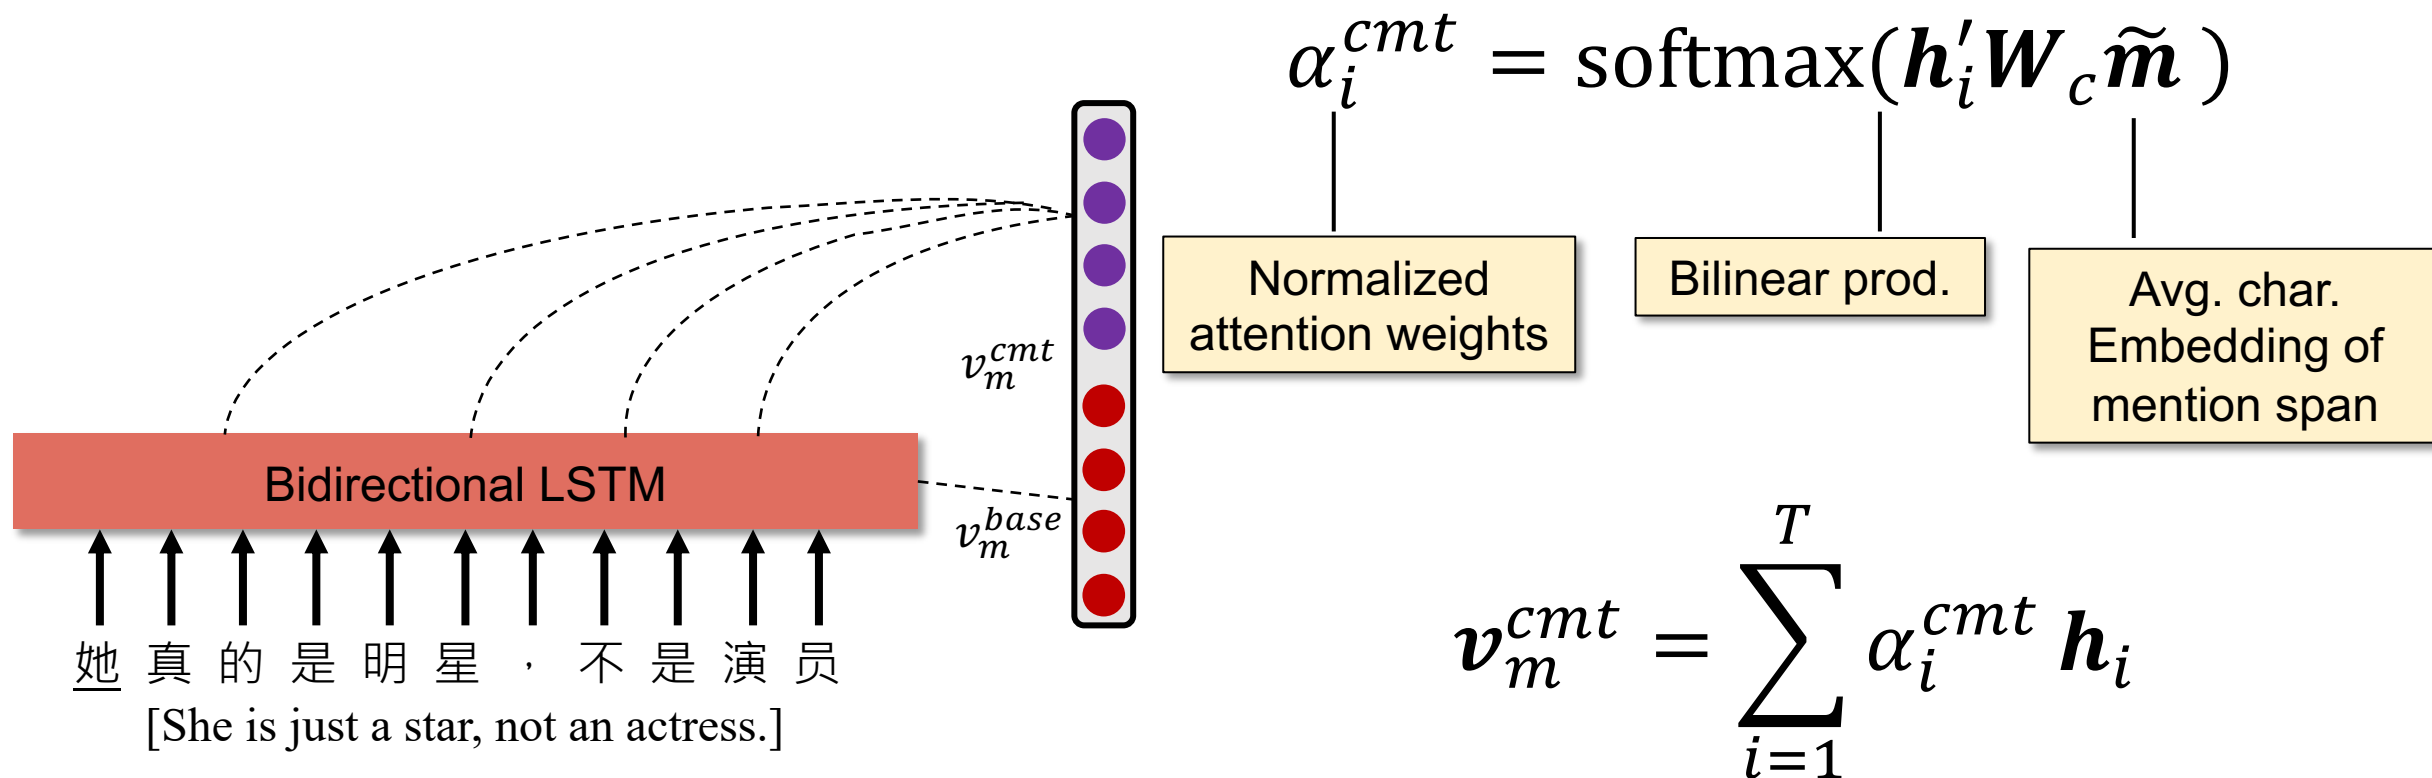 α_i^{cmt} = softmax(h_i' W_c m̃ )
Normalized
attention weights
Bilinear prod.
Avg. char.
Embedding of
mention span
v_m^{cmt}
Bidirectional LSTM
v_m^{base}
她真的是明星，不是演员
[She is just a star, not an actress.]
v_m^{cmt} = ∑_{i=1}^{T} α_i^{cmt} h_i